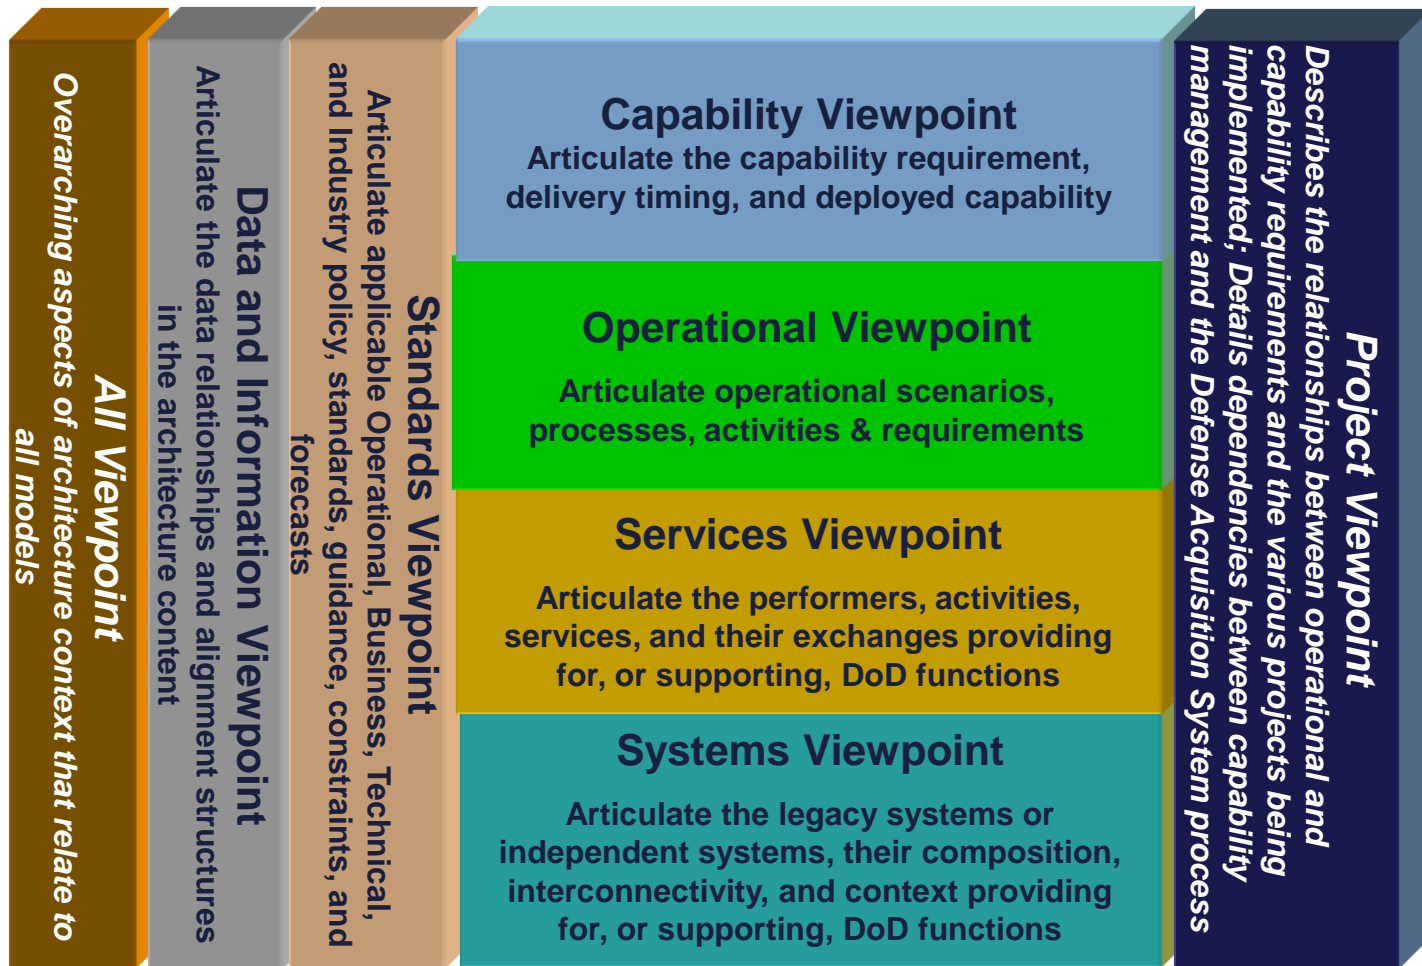 All Viewpoint
Overarching aspects of architecture context that relate to
all models
Data and Information Viewpoint
Articulate the data relationships and alignment structures
in the architecture content
Standards Viewpoint
Articulate applicable Operational, Business, Technical,
and Industry policy, standards, guidance, constraints, and
forecasts
Capability Viewpoint
Articulate the capability requirement,
delivery timing, and deployed capability
Operational Viewpoint
Articulate operational scenarios,
processes, activities & requirements
Services Viewpoint
Articulate the performers, activities,
services, and their exchanges providing
for, or supporting, DoD functions
Systems Viewpoint
Articulate the legacy systems or
independent systems, their composition,
interconnectivity, and context providing
for, or supporting, DoD functions
Project Viewpoint
Describes the relationships between operational and
capability requirements and the various projects being
implemented; Details dependencies between capability
management and the Defense Acquisition System process